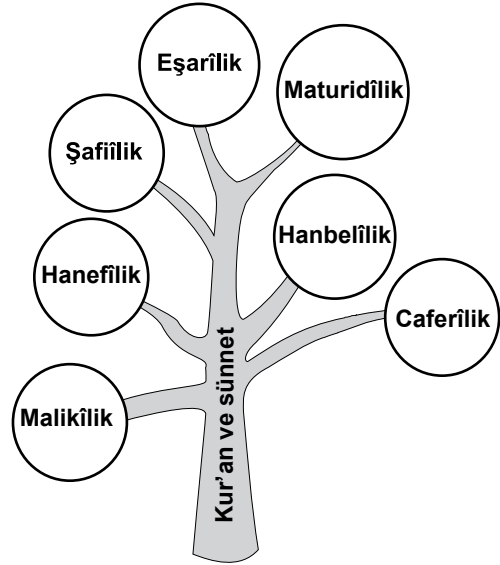 Eşarîlik
Maturidîlik
Şafiîlik
Hanbelîlik
Hanefîlik
Caferîlik
Malikîlik
Kur'an ve sünnet